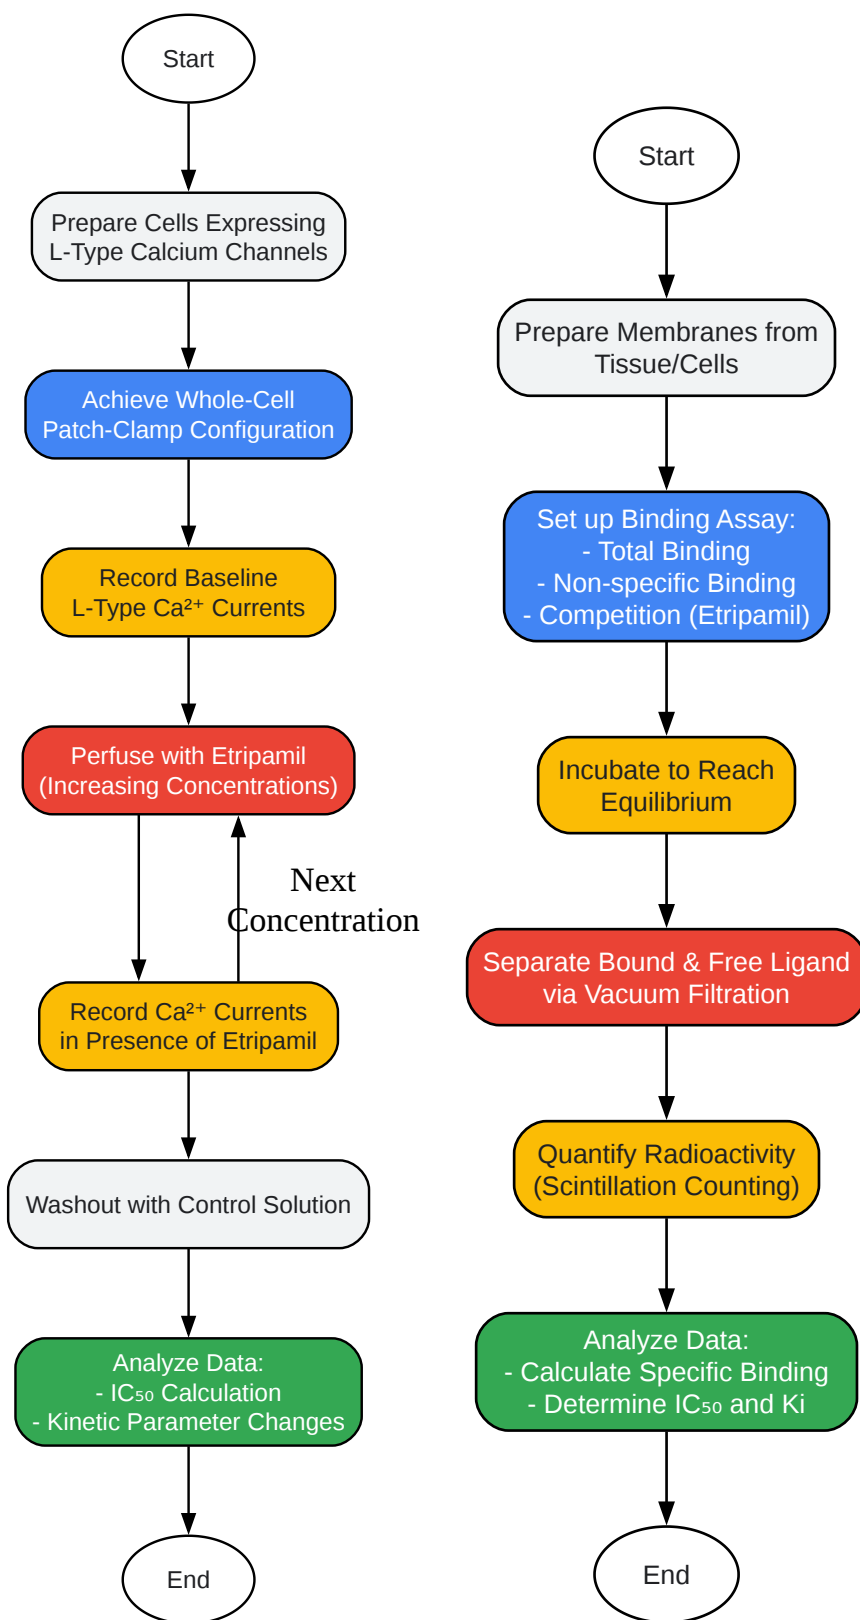 Start
Prepare Cells Expressing
L-Type Calcium Channels
Achieve Whole-Cell
Patch-Clamp Configuration
Record Baseline
L-Type Ca²⁺ Currents
Perfuse with Etripamil
(Increasing Concentrations)
Next
Concentration
Record Ca²⁺ Currents
in Presence of Etripamil
Washout with Control Solution
Analyze Data:
- IC₅₀ Calculation
- Kinetic Parameter Changes
End
Start
Prepare Membranes from
Tissue/Cells
Set up Binding Assay:
- Total Binding
- Non-specific Binding
- Competition (Etripamil)
Incubate to Reach
Equilibrium
Separate Bound & Free Ligand
via Vacuum Filtration
Quantify Radioactivity
(Scintillation Counting)
Analyze Data:
- Calculate Specific Binding
- Determine IC₅₀ and Ki
End